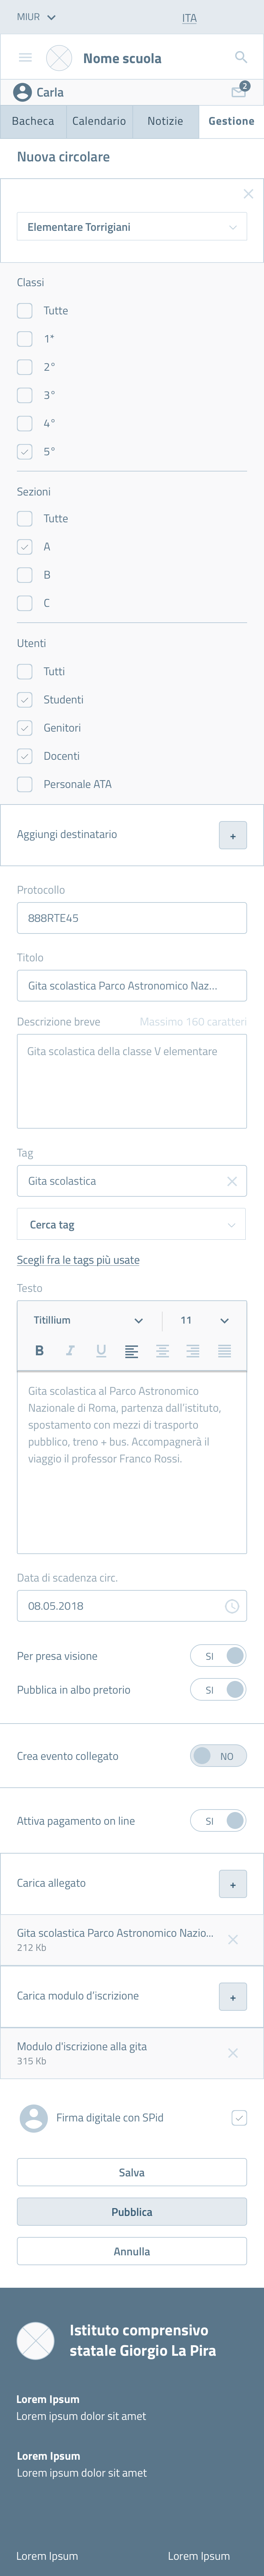 MIUR ITA
Nome scuola
Carla 2
Bacheca Calendario Notizie Gestione
Nuova circolare
Elementare Torrigiani
Classi
Tutte
1*
2°
3°
4°
5°
Sezioni
Tutte
A
B
C
Utenti
Tutti
Studenti
Genitori
Docenti
Personale ATA
Aggiungi destinatario +
Protocollo
888RTE45
Titolo
Gita scolastica Parco Astronomico Naz...
Descrizione breve Massimo 160 caratteri
Gita scolastica della classe V elementare
Tag
Gita scolastica
Cerca tag
Scegli fra le tags più usate
Testo
Titillium 11
B I U
Gita scolastica al Parco Astronomico
Nazionale di Roma, partenza dall'istituto,
spostamento con mezzi di trasporto
pubblico, treno + bus. Accompagnerà il
viaggio il professor Franco Rossi.
Data di scadenza circ.
08.05.2018
Per presa visione SI
Pubblica in albo pretorio SI
Crea evento collegato NO
Attiva pagamento on line SI
Carica allegato +
Gita scolastica Parco Astronomico Nazio...
212 Kb
Carica modulo d'iscrizione +
Modulo d'iscrizione alla gita
315 Kb
Firma digitale con SPid
Salva
Pubblica
Annulla
Istituto comprensivo
statale Giorgio La Pira
Lorem Ipsum
Lorem ipsum dolor sit amet
Lorem Ipsum
Lorem ipsum dolor sit amet
Lorem Ipsum Lorem Ipsum